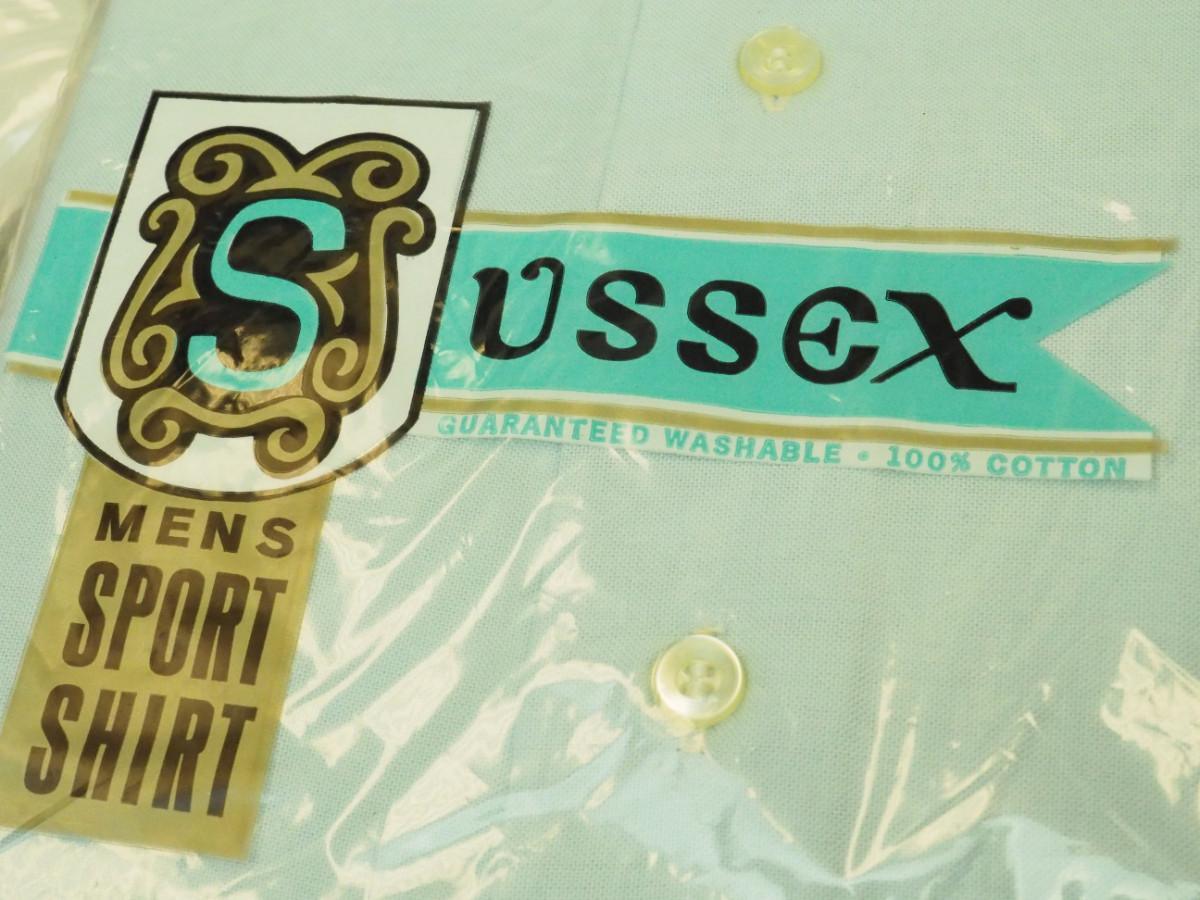 SUSSEX
GUARANTEED WASHABLE • 100% COTTON
MENS
SPORT
SHIRT